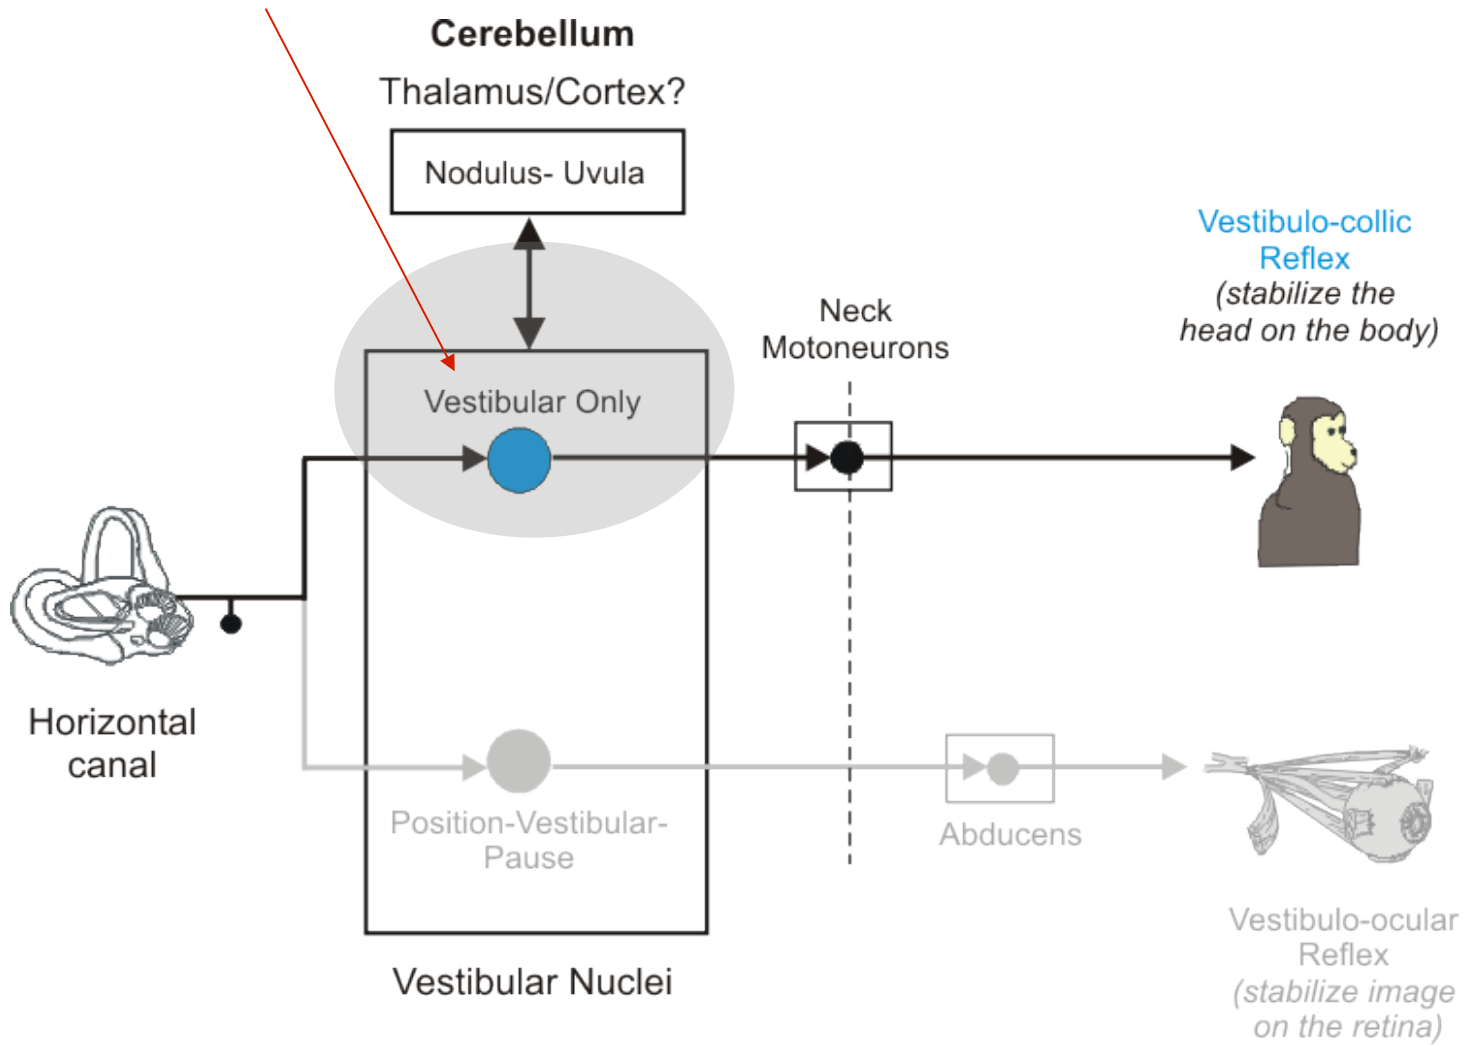 Cerebellum
Thalamus/Cortex?
Nodulus- Uvula
Vestibulo-collic
Reflex
(stabilize the
head on the body)
Neck
Motoneurons
Vestibular Only
Horizontal
canal
Position-Vestibular-
Pause
Abducens
Vestibulo-ocular
Reflex
(stabilize image
on the retina)
Vestibular Nuclei